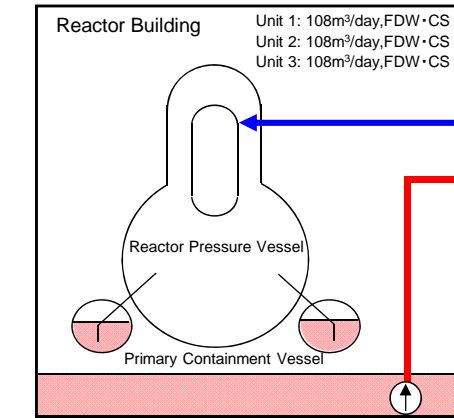 Reactor Building
Unit 1: 108m³/day,FDW・CS
Unit 2: 108m³/day,FDW・CS
Unit 3: 108m³/day,FDW・CS
Reactor Pressure Vessel
Primary Containment Vessel